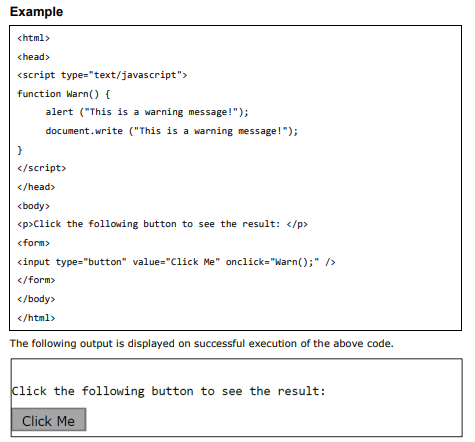 Example
<html>
<head>
<script type="text/javascript">
function Warn() {
alert ("This is a warning message!");
document.write ("This is a warning message!");
}
</script>
</head>
<body>
<p>Click the following button to see the result: </p>
<form>
<input type="button" value="Click Me" onclick="Warn();" />
</form>
</body>
</html>
The following output is displayed on successful execution of the above code.
Click the following button to see the result:
Click Me